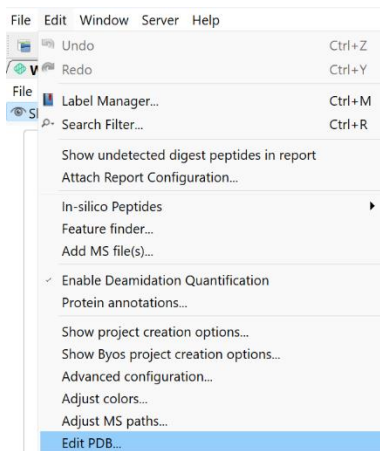 File Edit Window Server Help
Undo Ctrl+Z
Redo Ctrl+Y
File
Label Manager... Ctrl+M
Search Filter... Ctrl+R
Show undetected digest peptides in report
Attach Report Configuration...
In-silico Peptides
Feature finder...
Add MS file(s)...
Enable Deamidation Quantification
Protein annotations...
Show project creation options...
Show Byos project creation options...
Advanced configuration...
Adjust colors...
Adjust MS paths...
Edit PDB...